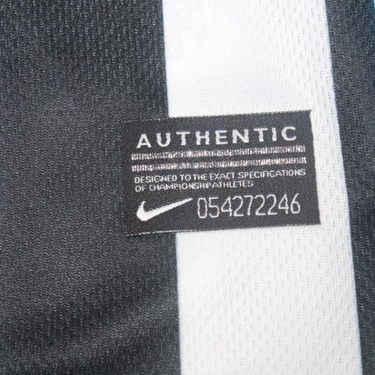 AUTHENTIC
DESIGNED TO THE EXACT SPECIFICATIONS
OF CHAMPIONSHIP ATHLETES
054272246